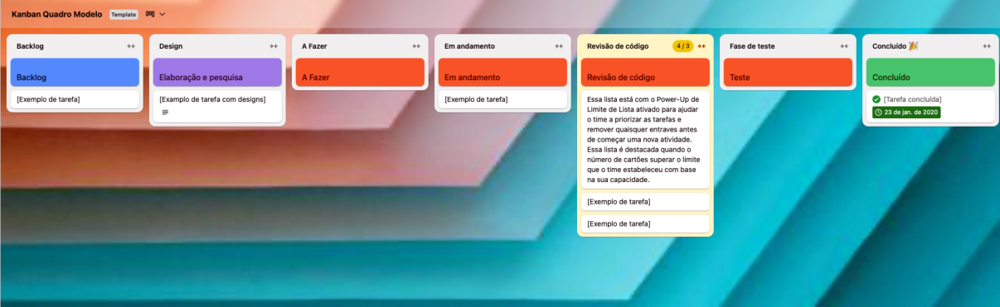 Kanban Quadro Modelo Template
Backlog
Backlog
[Exemplo de tarefa]
Design
Elaboração e pesquisa
[Examplo de tarefa com designs]
A Fazer
A Fazer
Em andamento
Em andamento
[Exemplo de tarefa]
Revisão de código 4 / 3
Revisão de código
Essa lista está com o Power-Up de
Limite de Lista ativado para ajudar
o time a priorizar as tarefas e
remover quaisquer entraves antes
de começar uma nova atividade.
Essa lista é destacada quando o
número de cartões superar o limite
que o time estabeleceu com base
na sua capacidade.
[Exemplo de tarefa]
[Exemplo de tarefa]
Fase de teste
Teste
Concluído 🎉
Concluído
[Tarefa concluída]
23 de jan. de 2020